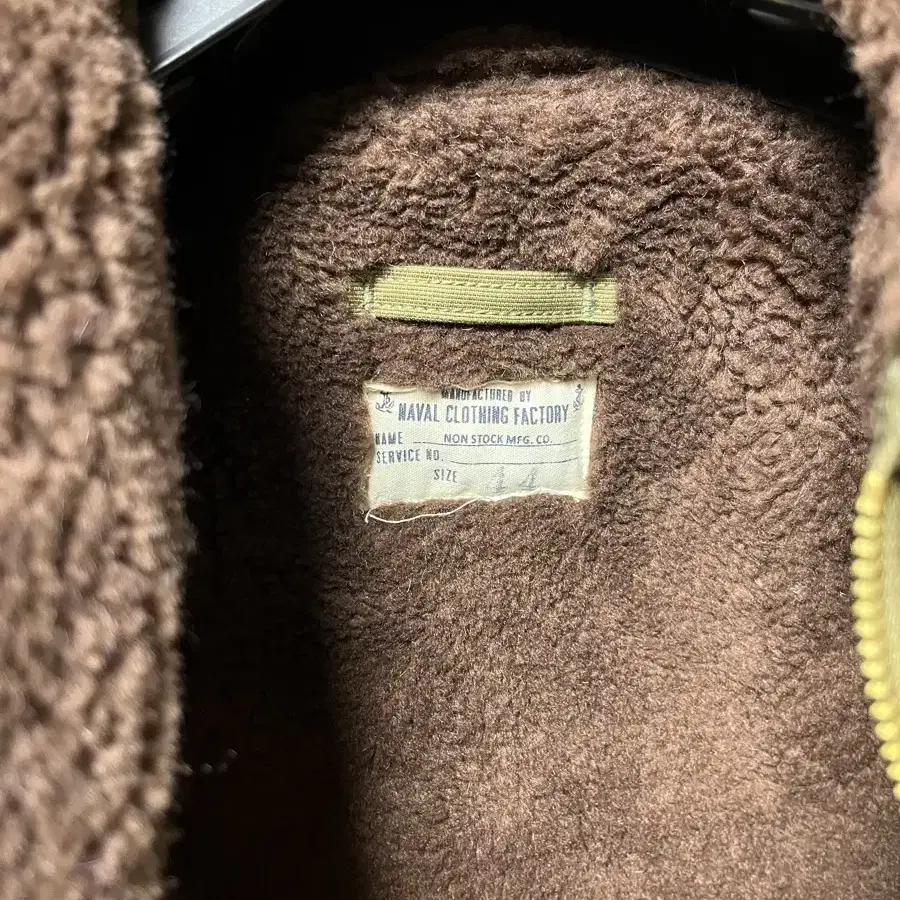 MANUFACTURED BY
NAVAL CLOTHING FACTORY
NAME NON STOCK MFG. CO.
SERVICE NO.
SIZE 44